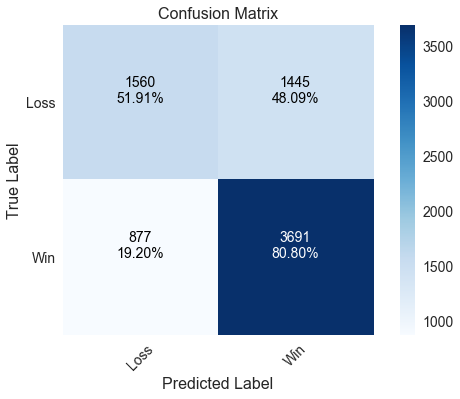 Confusion Matrix
True Label
Loss
1560
51.91%
1445
48.09%
Win
877
19.20%
3691
80.80%
Loss
Win
Predicted Label
3500
3000
2500
2000
1500
1000